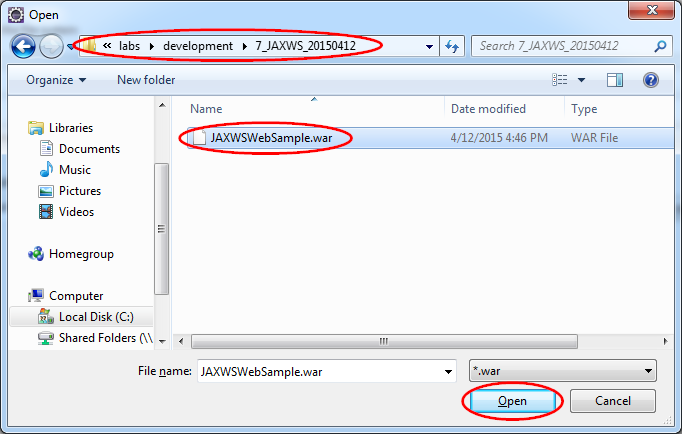 Open
« labs development 7_JAXWS_20150412 Search 7_JAXWS_20150412
Organize New folder
Name Date modified Type
JAXWSWebSample.war 4/12/2015 4:46 PM WAR File
Libraries
Documents
Music
Pictures
Videos
Homegroup
Computer
Local Disk (C:)
Shared Folders (\\
File name: JAXWSWebSample.war *.war
Open Cancel